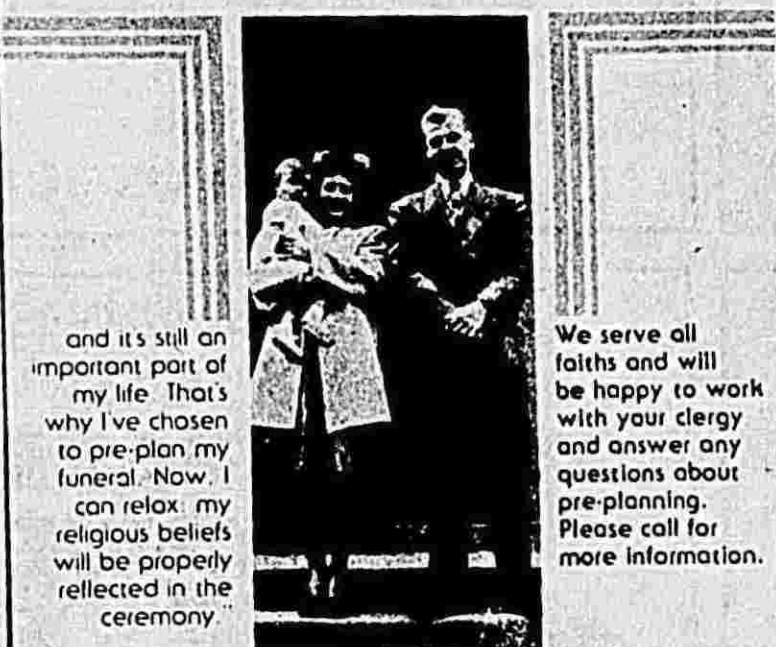 and it's still an
important part of
my life. That's
why I've chosen
to pre-plan my
funeral. Now, I
can relax: my
religious beliefs
will be properly
reflected in the
ceremony."
We serve all
faiths and will
be happy to work
with your clergy
and answer any
questions about
pre-planning.
Please call for
more information.